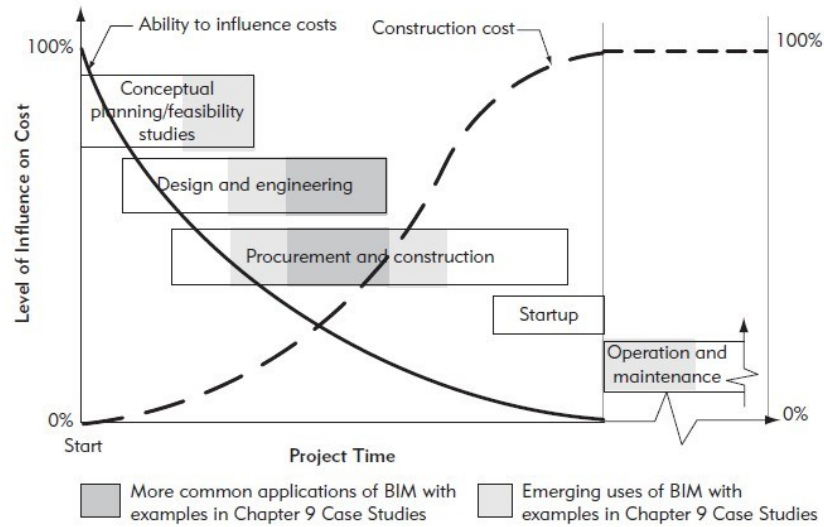 Ability to influence costs
Construction cost
100%
100%
Conceptual
planning/feasibility
studies
Design and engineering
Procurement and construction
Startup
Operation and
maintenance
Level of Influence on Cost
0%
0%
Start
Project Time
More common applications of BIM with
examples in Chapter 9 Case Studies
Emerging uses of BIM with
examples in Chapter 9 Case Studies